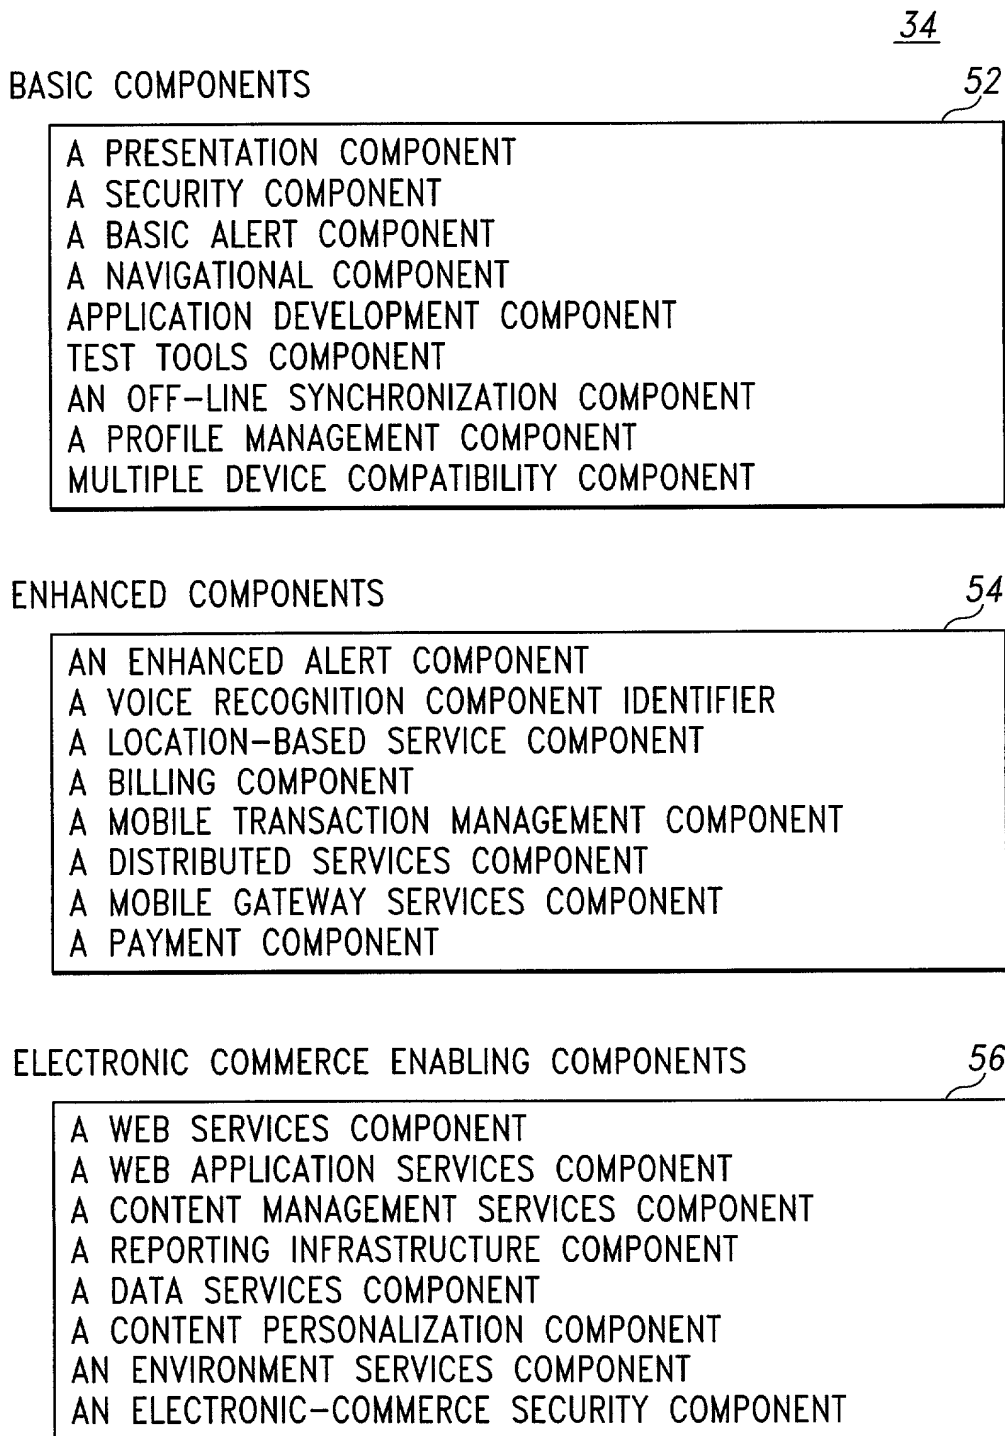 34
BASIC COMPONENTS
52
A PRESENTATION COMPONENT
A SECURITY COMPONENT
A BASIC ALERT COMPONENT
A NAVIGATIONAL COMPONENT
APPLICATION DEVELOPMENT COMPONENT
TEST TOOLS COMPONENT
AN OFF-LINE SYNCHRONIZATION COMPONENT
A PROFILE MANAGEMENT COMPONENT
MULTIPLE DEVICE COMPATIBILITY COMPONENT
ENHANCED COMPONENTS
54
AN ENHANCED ALERT COMPONENT
A VOICE RECOGNITION COMPONENT IDENTIFIER
A LOCATION-BASED SERVICE COMPONENT
A BILLING COMPONENT
A MOBILE TRANSACTION MANAGEMENT COMPONENT
A DISTRIBUTED SERVICES COMPONENT
A MOBILE GATEWAY SERVICES COMPONENT
A PAYMENT COMPONENT
ELECTRONIC COMMERCE ENABLING COMPONENTS
56
A WEB SERVICES COMPONENT
A WEB APPLICATION SERVICES COMPONENT
A CONTENT MANAGEMENT SERVICES COMPONENT
A REPORTING INFRASTRUCTURE COMPONENT
A DATA SERVICES COMPONENT
A CONTENT PERSONALIZATION COMPONENT
AN ENVIRONMENT SERVICES COMPONENT
AN ELECTRONIC-COMMERCE SECURITY COMPONENT